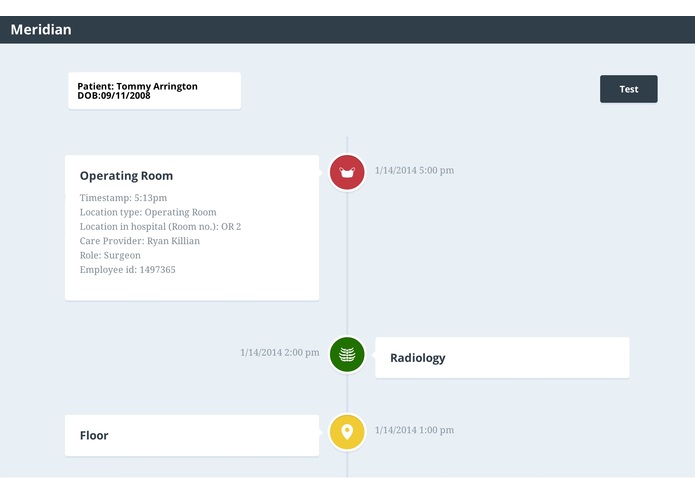 Meridian
Patient: Tommy Arrington
DOB:09/11/2008
Test
Operating Room
1/14/2014 5:00 pm
Timestamp: 5:13pm
Location type: Operating Room
Location in hospital (Room no.): OR 2
Care Provider: Ryan Killian
Role: Surgeon
Employee id: 1497365
1/14/2014 2:00 pm
Radiology
Floor
1/14/2014 1:00 pm